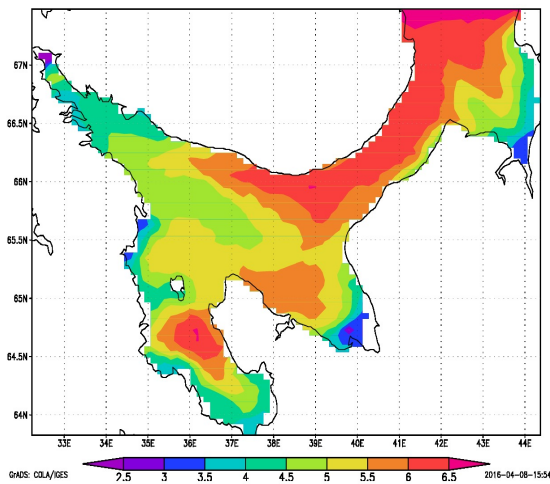 67N
66.5N
66N
65.5N
65N
64.5N
64N
33E 34E 35E 36E 37E 38E 39E 40E 41E 42E 43E 44E
2.5 3 3.5 4 4.5 5 5.5 6 6.5
GrADS: COLA/IGES
2016-04-08-15:54